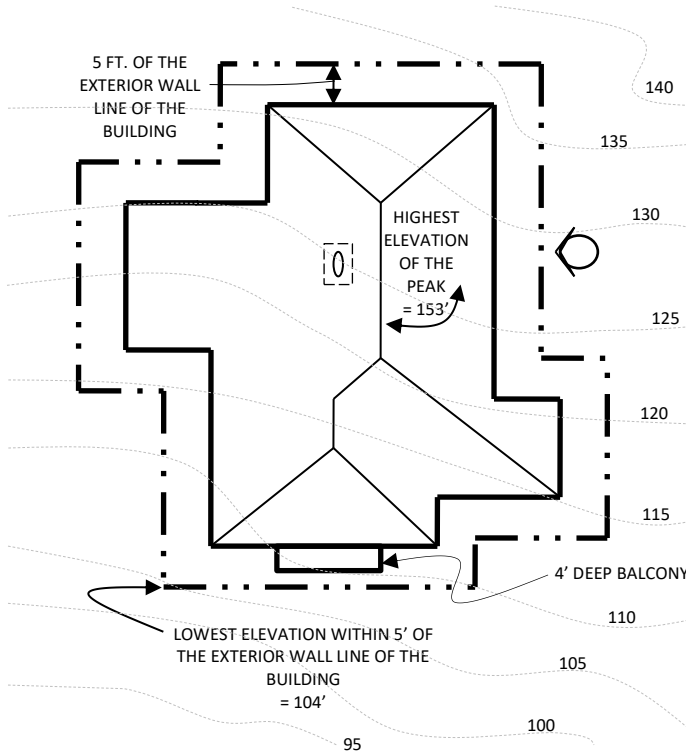 5 FT. OF THE
EXTERIOR WALL
LINE OF THE
BUILDING
140
135
130
HIGHEST
ELEVATION
OF THE
PEAK
= 153’
125
120
115
4’ DEEP BALCONY
110
LOWEST ELEVATION WITHIN 5’ OF
THE EXTERIOR WALL LINE OF THE
BUILDING
= 104’
105
100
95